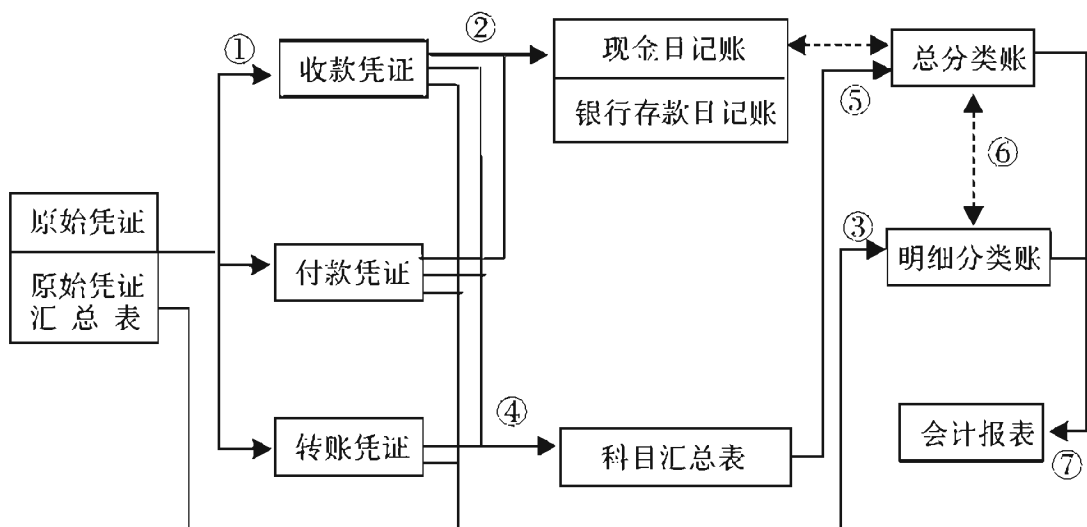 ①
收款凭证
②
现金日记账
银行存款日记账
总分类账
⑤
⑥
原始凭证
原始凭证
汇总表
付款凭证
③
明细分类账
转账凭证
④
科目汇总表
会计报表
⑦